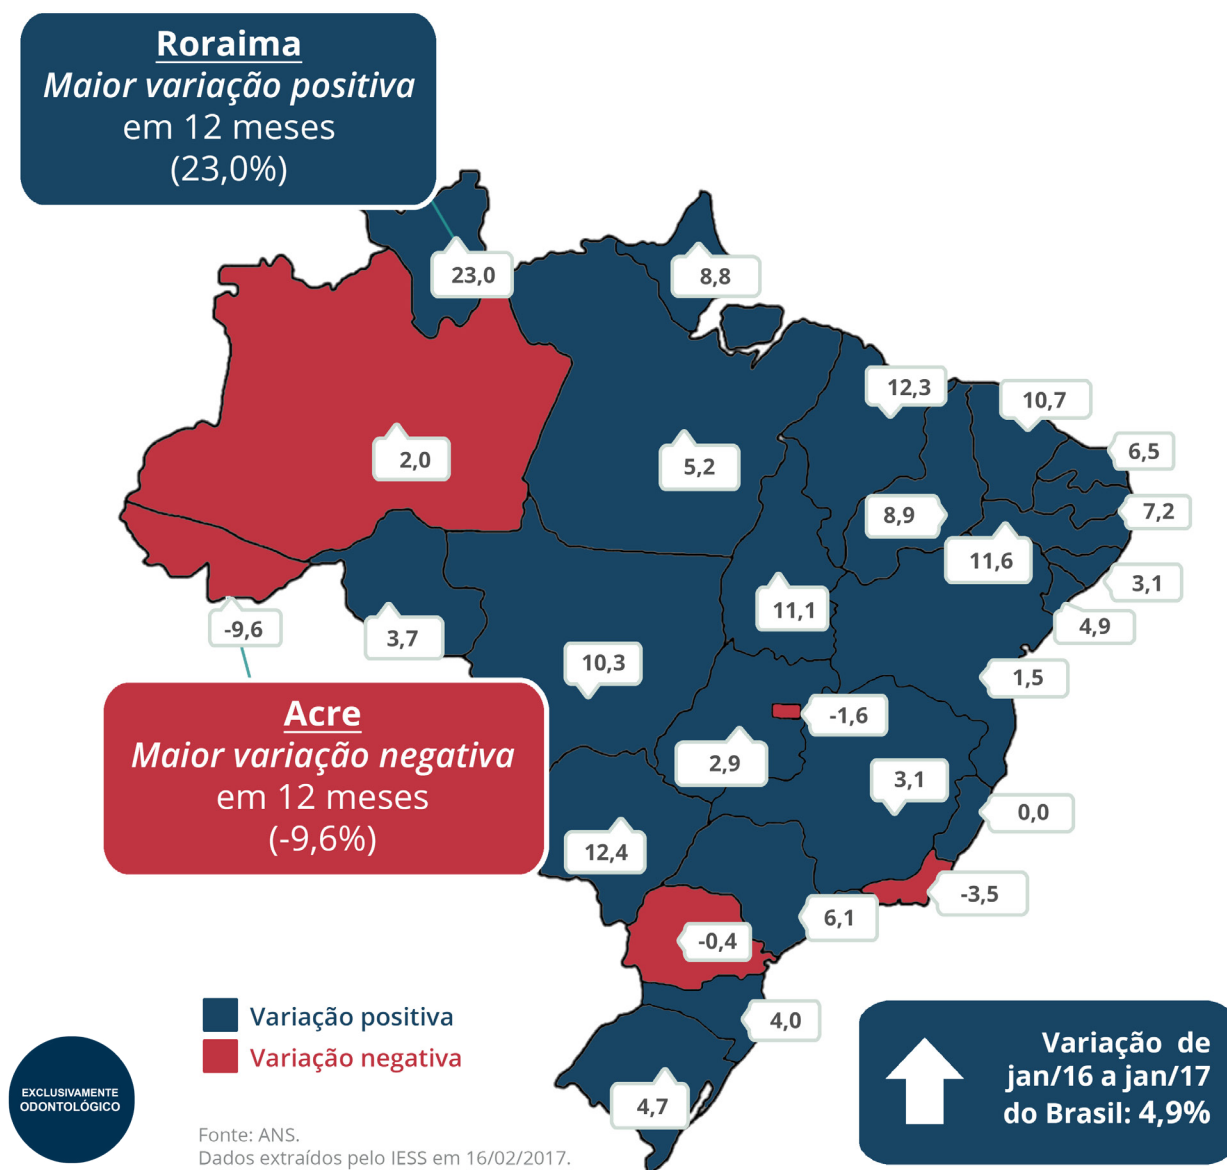 Roraima
Maior variação positiva
em 12 meses
(23,0%)
23,0
8,8
12,3
10,7
2,0
5,2
6,5
8,9
7,2
11,6
-9,6
3,7
11,1
3,1
4,9
10,3
1,5
Acre
Maior variação negativa
em 12 meses
(-9,6%)
-1,6
2,9
3,1
0,0
12,4
-3,5
6,1
-0,4
4,0
4,7
Variação positiva
Variação negativa
EXCLUSIVAMENTE
ODONTOLÓGICO
Variação de
jan/16 a jan/17
do Brasil: 4,9%
Fonte: ANS.
Dados extraídos pelo IESS em 16/02/2017.